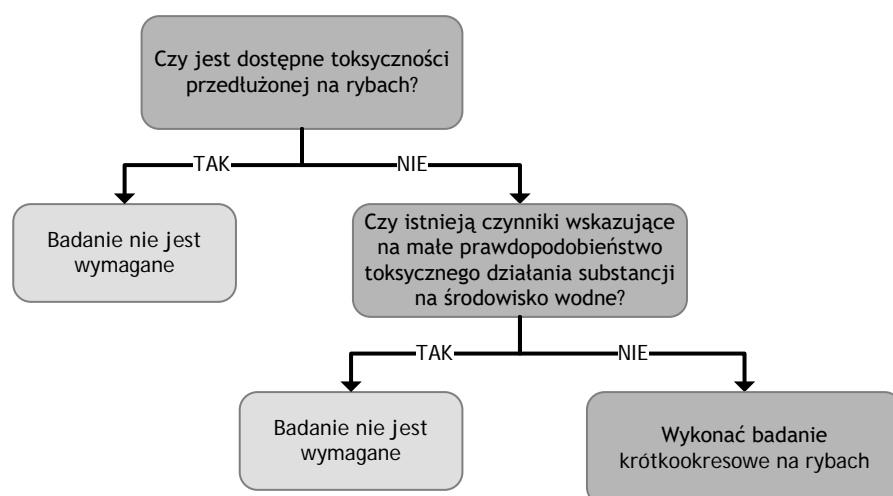 Czy jest dostępne toksyczności
przedłużonej na rybach?
TAK
NIE
Badanie nie jest
wymagane
Czy istnieją czynniki wskazujące
na małe prawdopodobieństwo
toksycznego działania substancji
na środowisko wodne?
TAK
NIE
Badanie nie jest
wymagane
Wykonać badanie
krótkookresowe na rybach